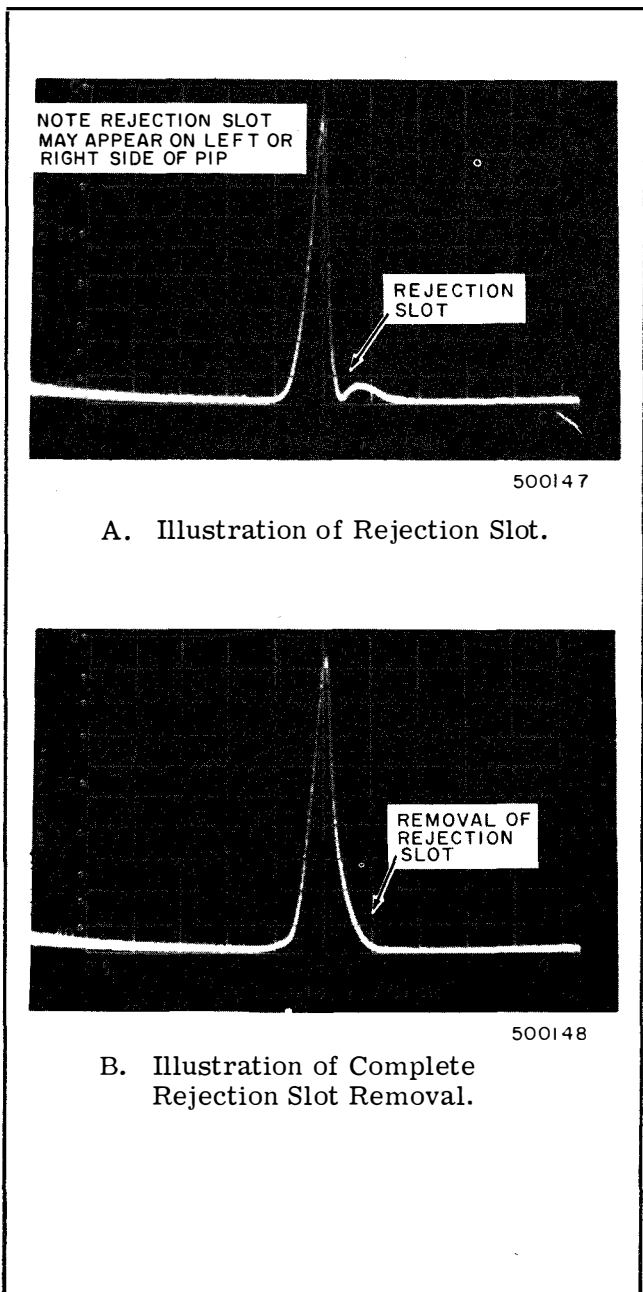 NOTE REJECTION SLOT
MAY APPEAR ON LEFT OR
RIGHT SIDE OF PIP
REJECTION
SLOT
500147
A. Illustration of Rejection Slot.
REMOVAL OF
REJECTION
SLOT
500148
B. Illustration of Complete
Rejection Slot Removal.